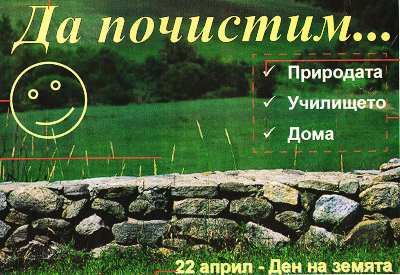 Да почистим...
✓ Природата
✓ Училището
✓ Дома
22 април - Ден на земята